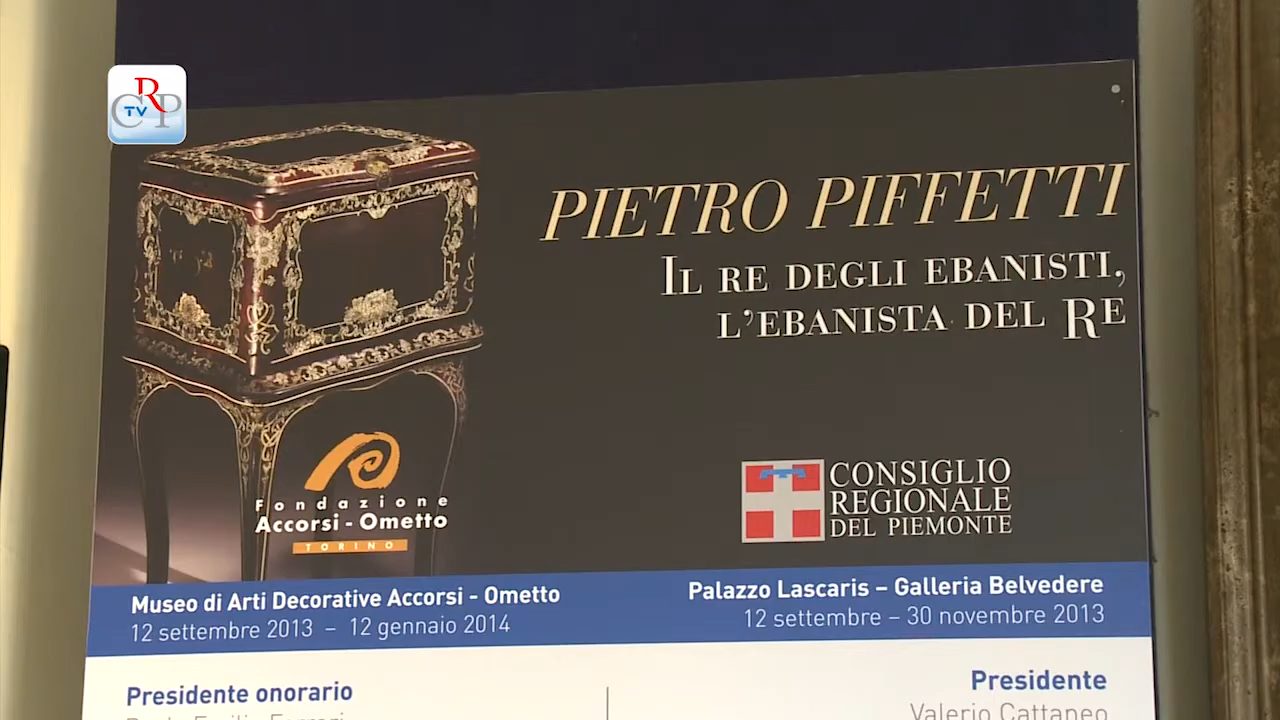 CRP
TV
PIETRO PIFFETTI
IL RE DEGLI EBANISTI,
L'EBANISTA DEL RE
Fondazione
Accorsi - Ometto
TORINO
CONSIGLIO
REGIONALE
DEL PIEMONTE
Museo di Arti Decorative Accorsi - Ometto
12 settembre 2013 – 12 gennaio 2014
Palazzo Lascaris – Galleria Belvedere
12 settembre – 30 novembre 2013
Presidente onorario
Presidente
Valerio Cattaneo